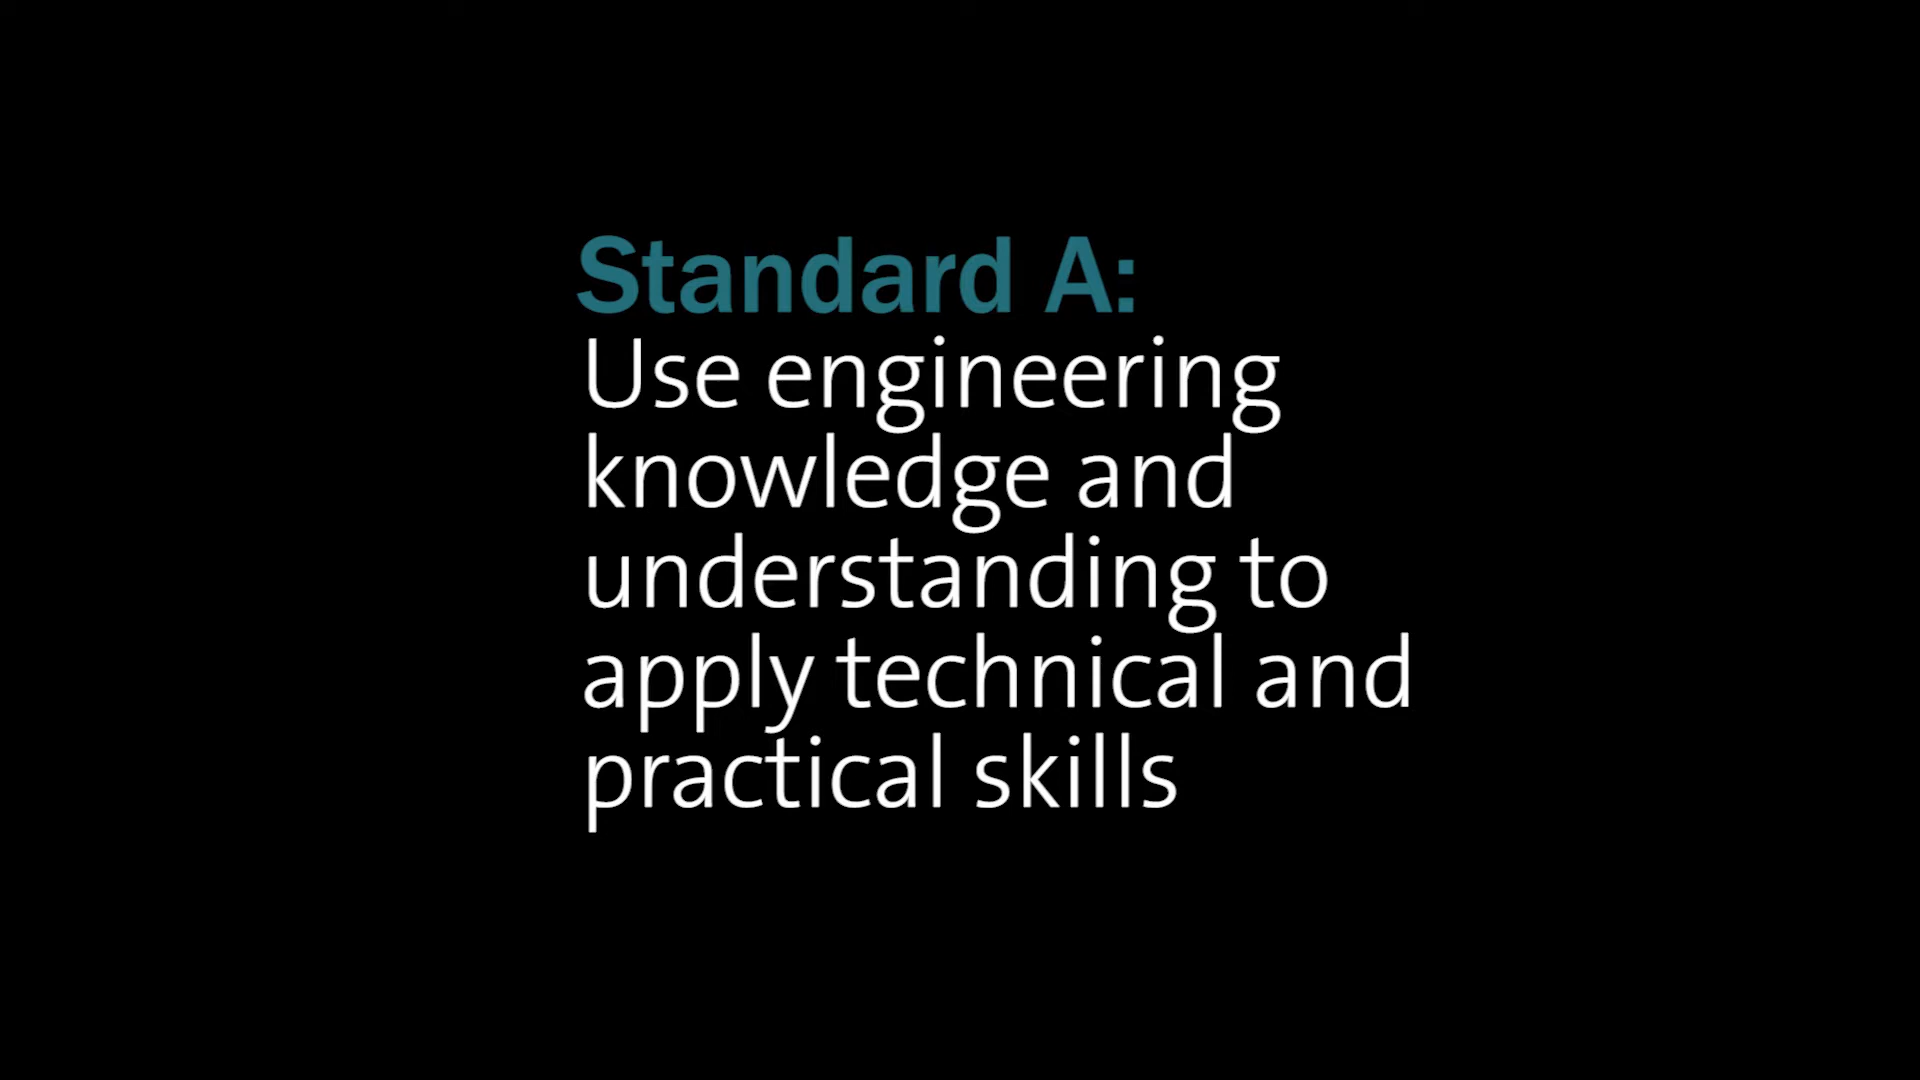 Standard A:
Use engineering
knowledge and
understanding to
apply technical and
practical skills